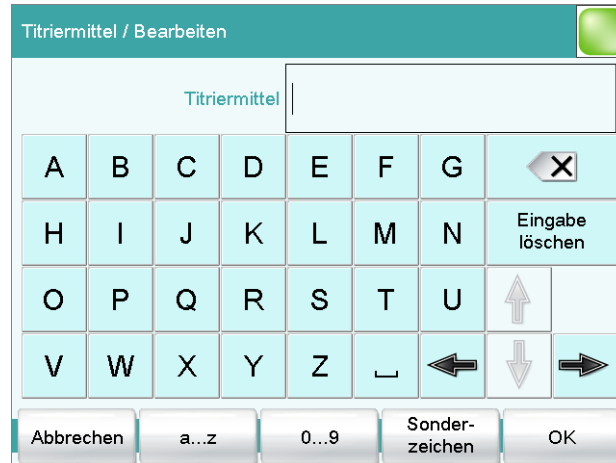 Titriermittel / Bearbeiten
Titriermittel
A B C D E F G
H I J K L M N Eingabe löschen
O P Q R S T U
V W X Y Z
Abbrechen a...z 0...9 Sonder-zeichen OK